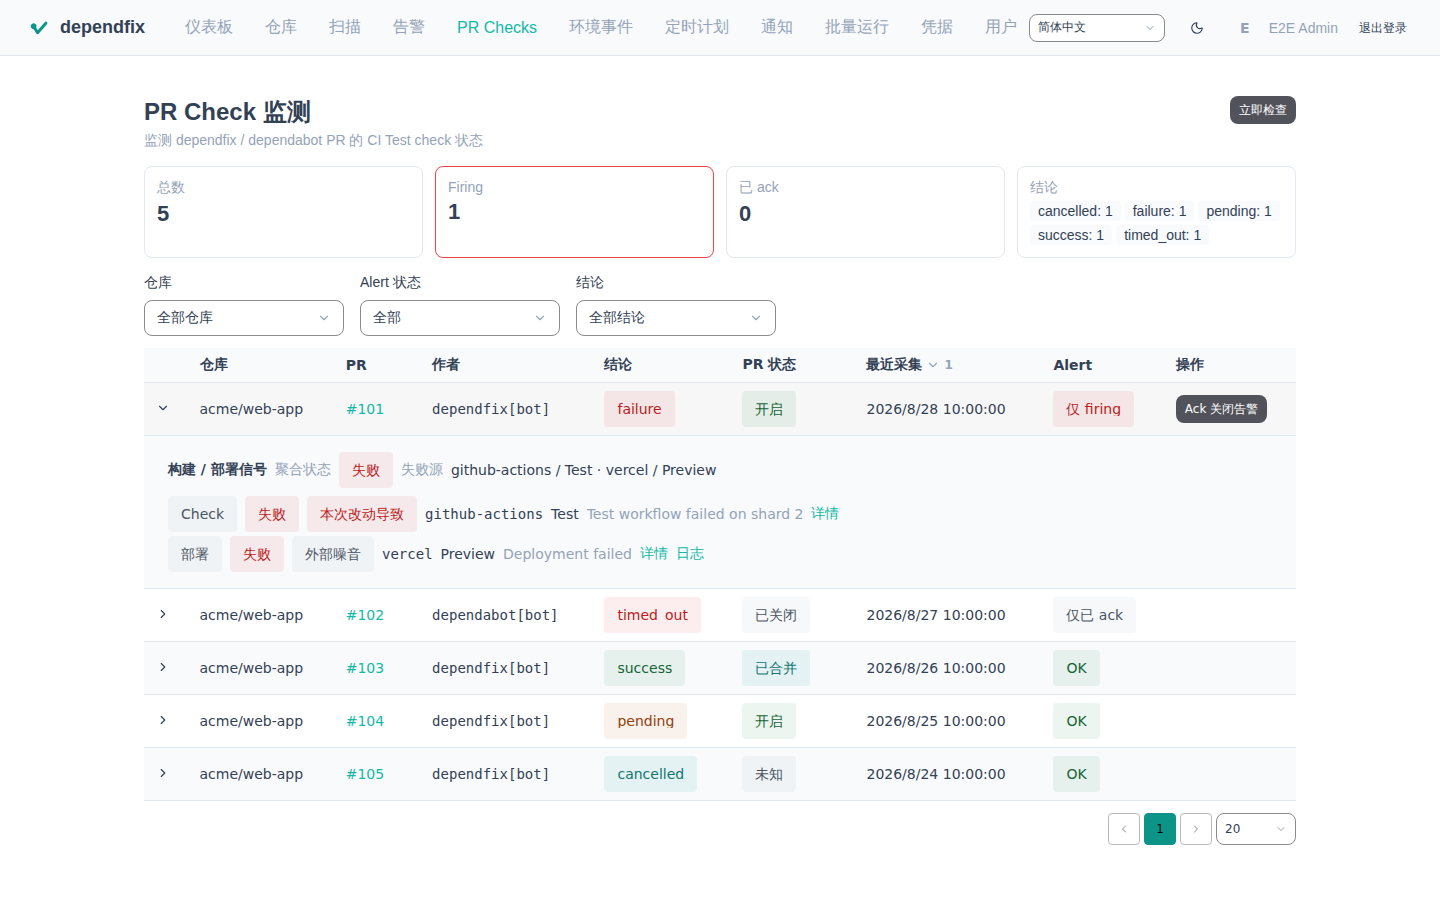 dependfix 仪表板 仓库 扫描 告警 PR Checks 环境事件 定时计划 通知 批量运行 凭据 用户 简体中文 E E2E Admin 退出登录
PR Check 监测
立即检查
监测 dependfix / dependabot PR 的 CI Test check 状态
总数 Firing 已 ack 结论
5 1 0 cancelled: 1 failure: 1 pending: 1
success: 1 timed_out: 1
仓库 Alert 状态 结论
全部仓库 全部 全部结论
仓库 PR 作者 结论 PR 状态 最近采集 1 Alert 操作
acme/web-app #101 dependfix[bot] failure 开启 2026/8/28 10:00:00 仅 firing Ack 关闭告警
构建 / 部署信号 聚合状态 失败 失败源 github-actions / Test · vercel / Preview
Check 失败 本次改动导致 github-actions Test Test workflow failed on shard 2 详情
部署 失败 外部噪音 vercel Preview Deployment failed 详情 日志
acme/web-app #102 dependabot[bot] timed_out 已关闭 2026/8/27 10:00:00 仅已 ack
acme/web-app #103 dependfix[bot] success 已合并 2026/8/26 10:00:00 OK
acme/web-app #104 dependfix[bot] pending 开启 2026/8/25 10:00:00 OK
acme/web-app #105 dependfix[bot] cancelled 未知 2026/8/24 10:00:00 OK
1 20